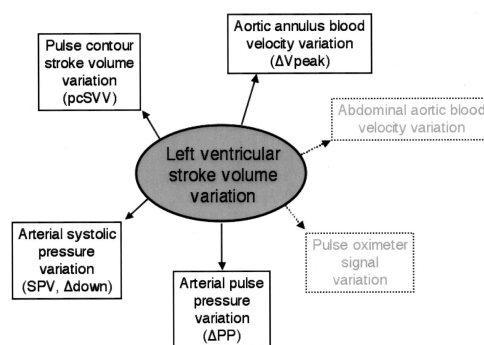 Pulse contour
stroke volume
variation
(pcSVV)
Aortic annulus blood
velocity variation
(ΔVpeak)
Abdominal aortic blood
velocity variation
Left ventricular
stroke volume
variation
Arterial systolic
pressure
variation
(SPV, Δdown)
Arterial pulse
pressure
variation
(ΔPP)
Pulse oximeter
signal
variation